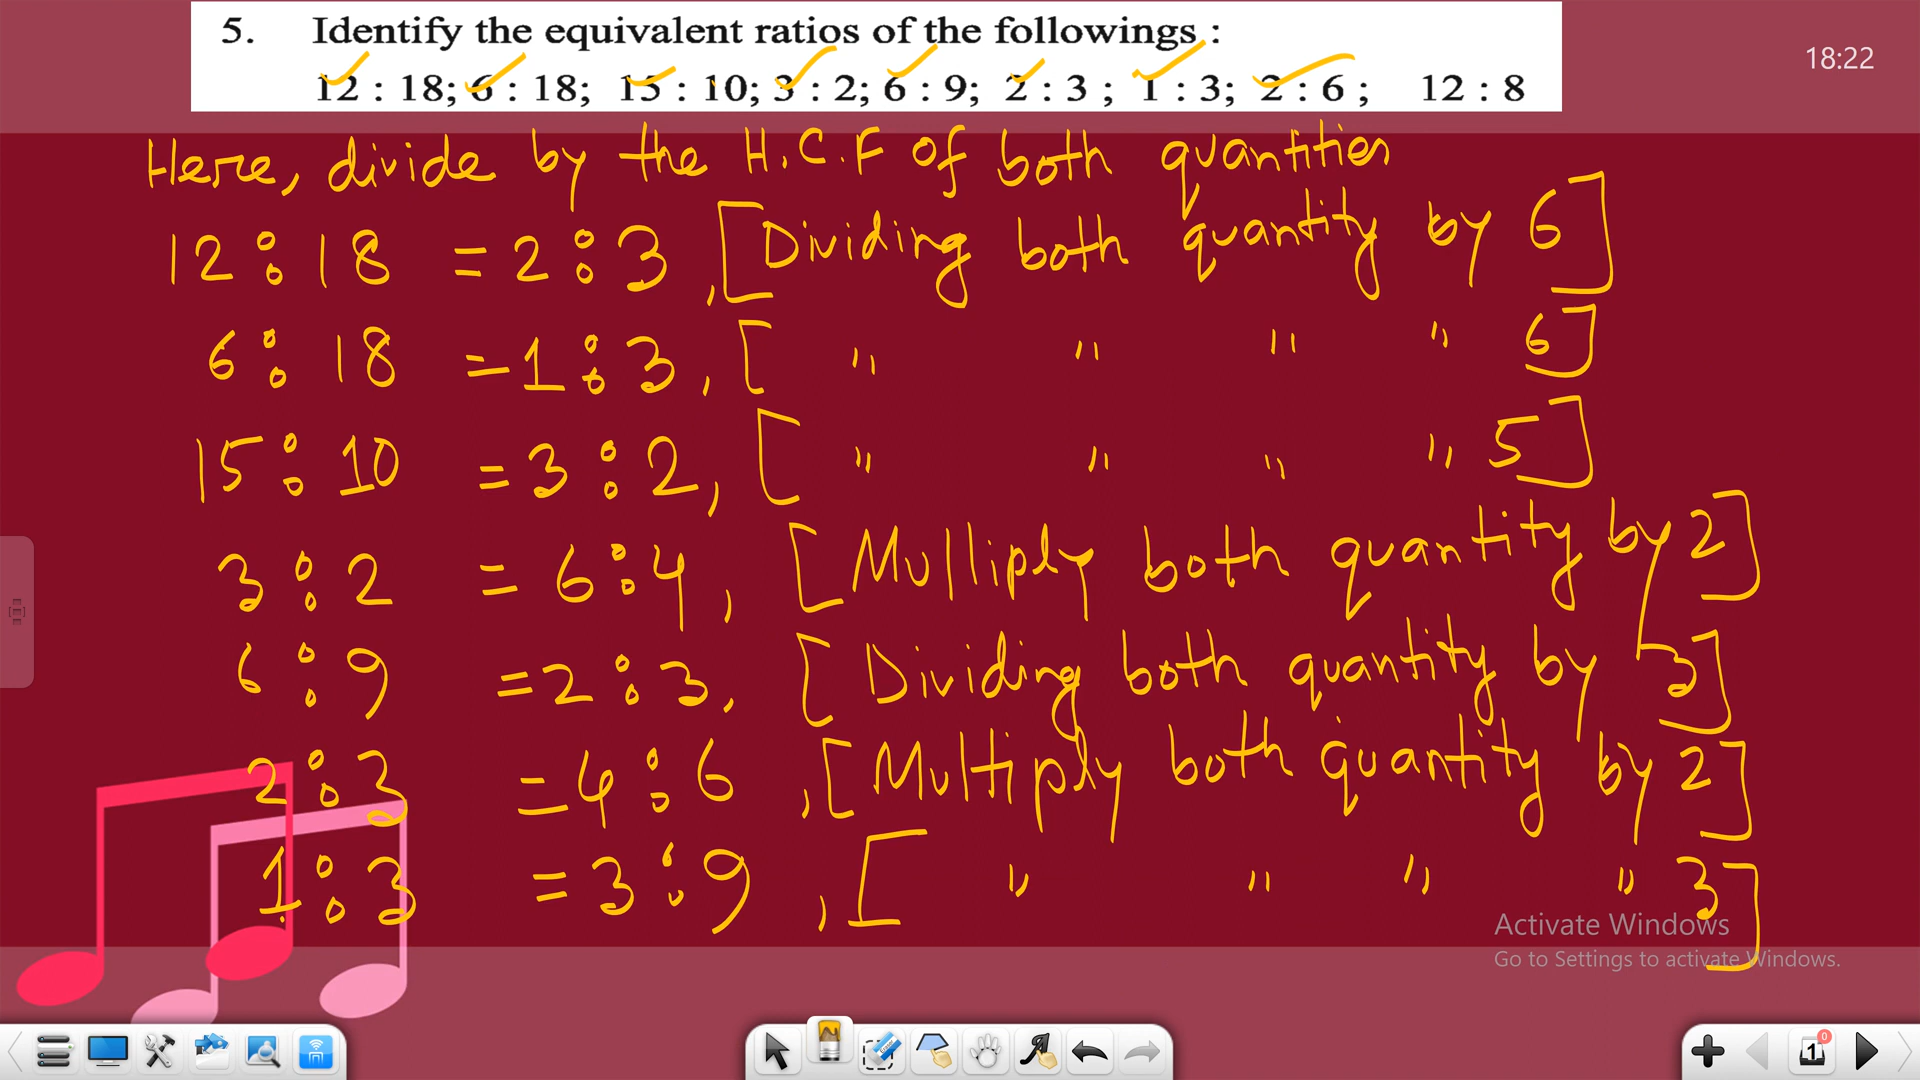 5. Identify the equivalent ratios of the followings :
12 : 18; 6 : 18; 15 : 10; 3 : 2; 6 : 9; 2 : 3 ; 1 : 3; 2 : 6 ; 12 : 8
18:22
Here, divide by the H.C.F of both quantities
12 : 18 = 2 : 3, [Dividing both quantity by 6]
6 : 18 = 1 : 3, [ " " " " 6]
15 : 10 = 3 : 2, [ " " " " 5]
3 : 2 = 6 : 4, [Multiply both quantity by 2]
6 : 9 = 2 : 3, [Dividing both quantity by 3]
2 : 3 = 4 : 6, [Multiply both quantity by 2]
1 : 3 = 3 : 9, [ " " " " 3]
Activate Windows
Go to Settings to activate Windows.
1
0